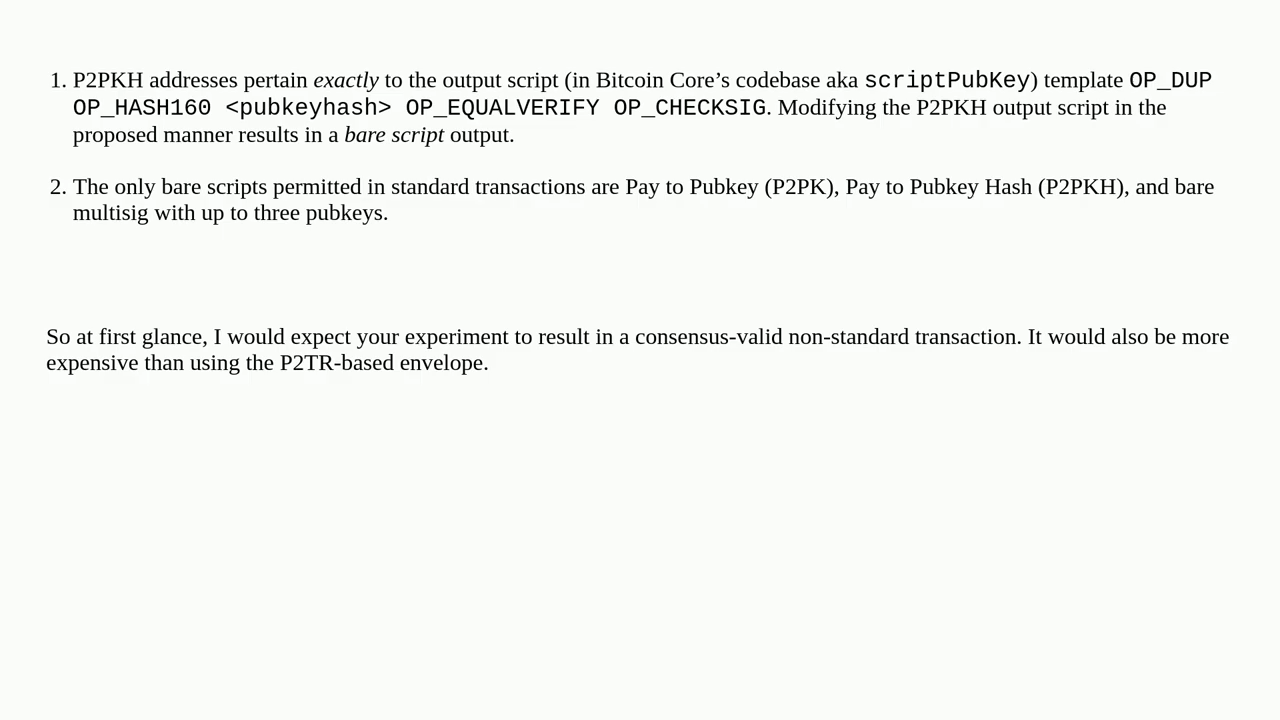 1. P2PKH addresses pertain exactly to the output script (in Bitcoin Core’s codebase aka scriptPubKey) template OP_DUP
OP_HASH160 <pubkeyhash> OP_EQUALVERIFY OP_CHECKSIG. Modifying the P2PKH output script in the
proposed manner results in a bare script output.
2. The only bare scripts permitted in standard transactions are Pay to Pubkey (P2PK), Pay to Pubkey Hash (P2PKH), and bare
multisig with up to three pubkeys.
So at first glance, I would expect your experiment to result in a consensus-valid non-standard transaction. It would also be more
expensive than using the P2TR-based envelope.